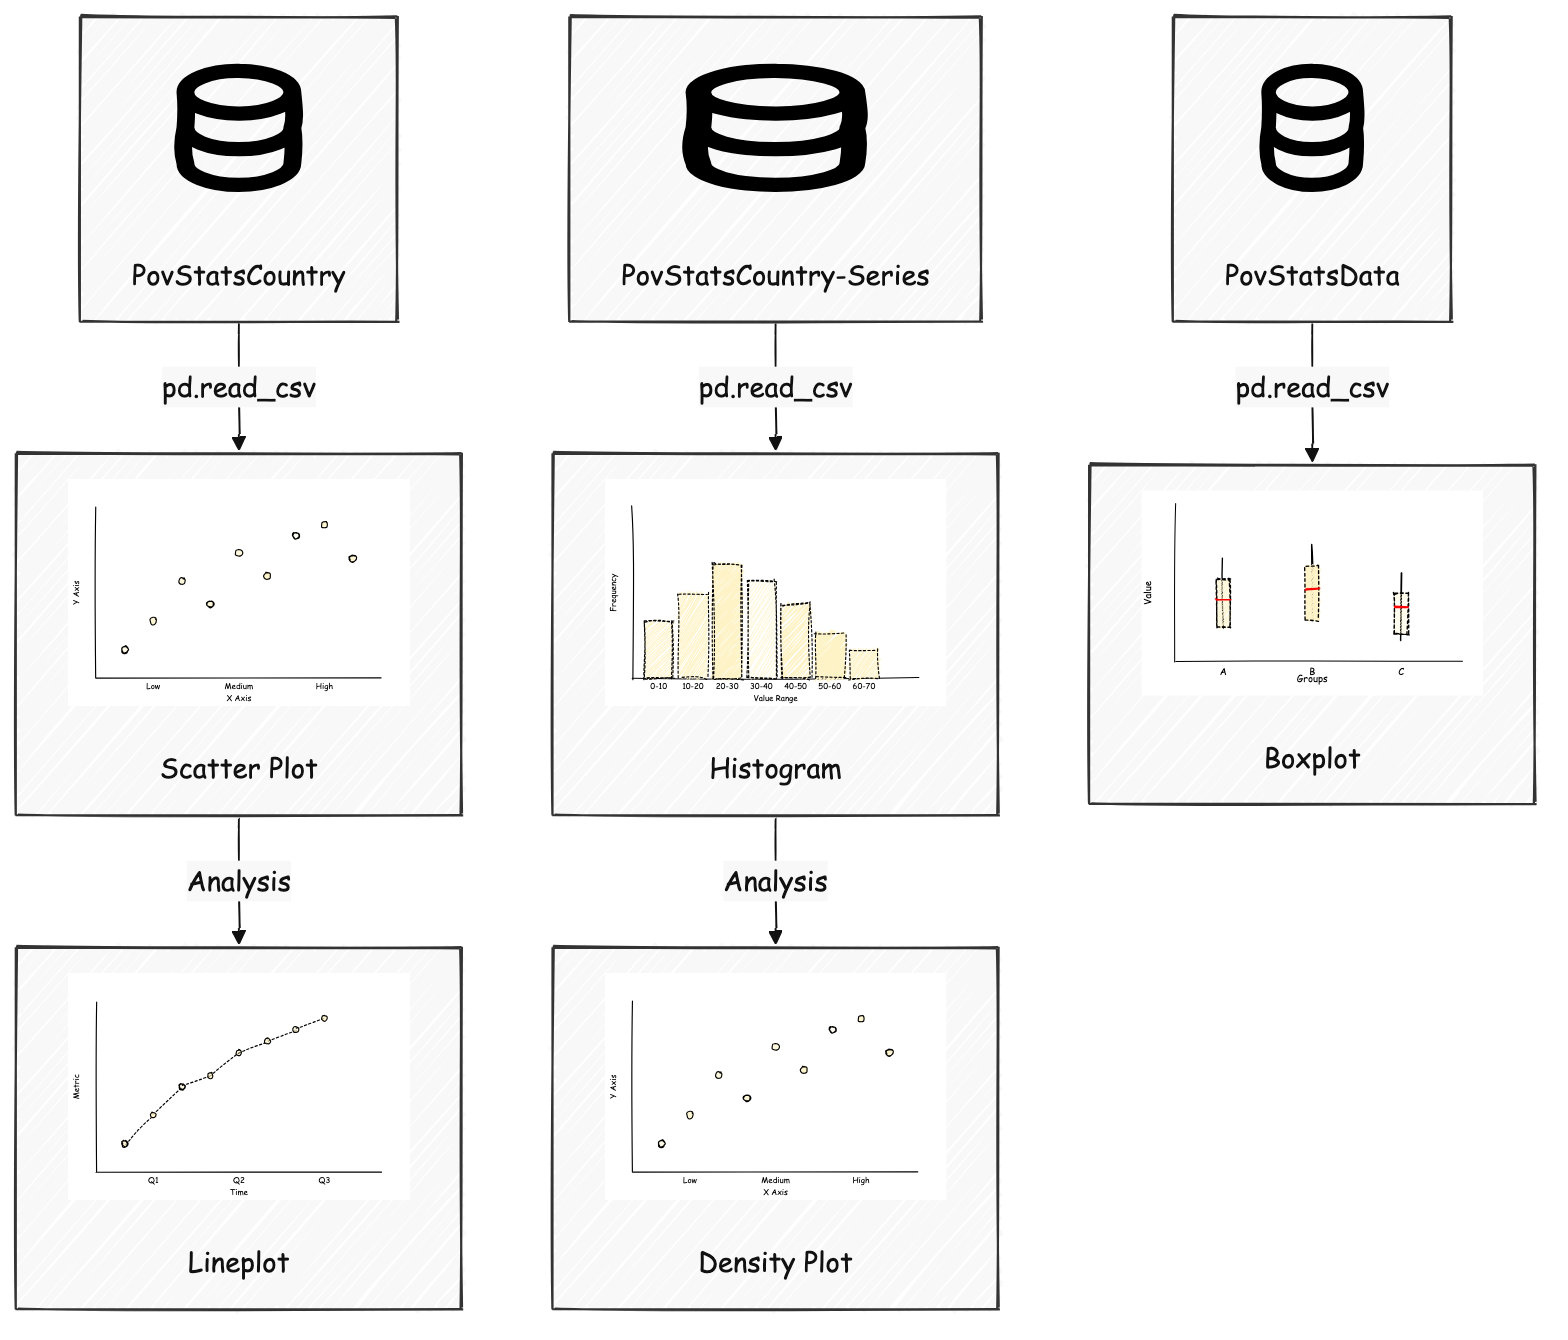 PovStatsCountry
PovStatsCountry-Series
PovStatsData
pd.read_csv
pd.read_csv
pd.read_csv
Y Axis
Low Medium High
X Axis
Scatter Plot
Frequency
0-10 10-20 20-30 30-40 40-50 50-60 60-70
Value Range
Histogram
Value
A B C
Groups
Boxplot
Analysis
Analysis
Metric
Q1 Q2 Q3
Time
Lineplot
Y Axis
Low Medium High
X Axis
Density Plot